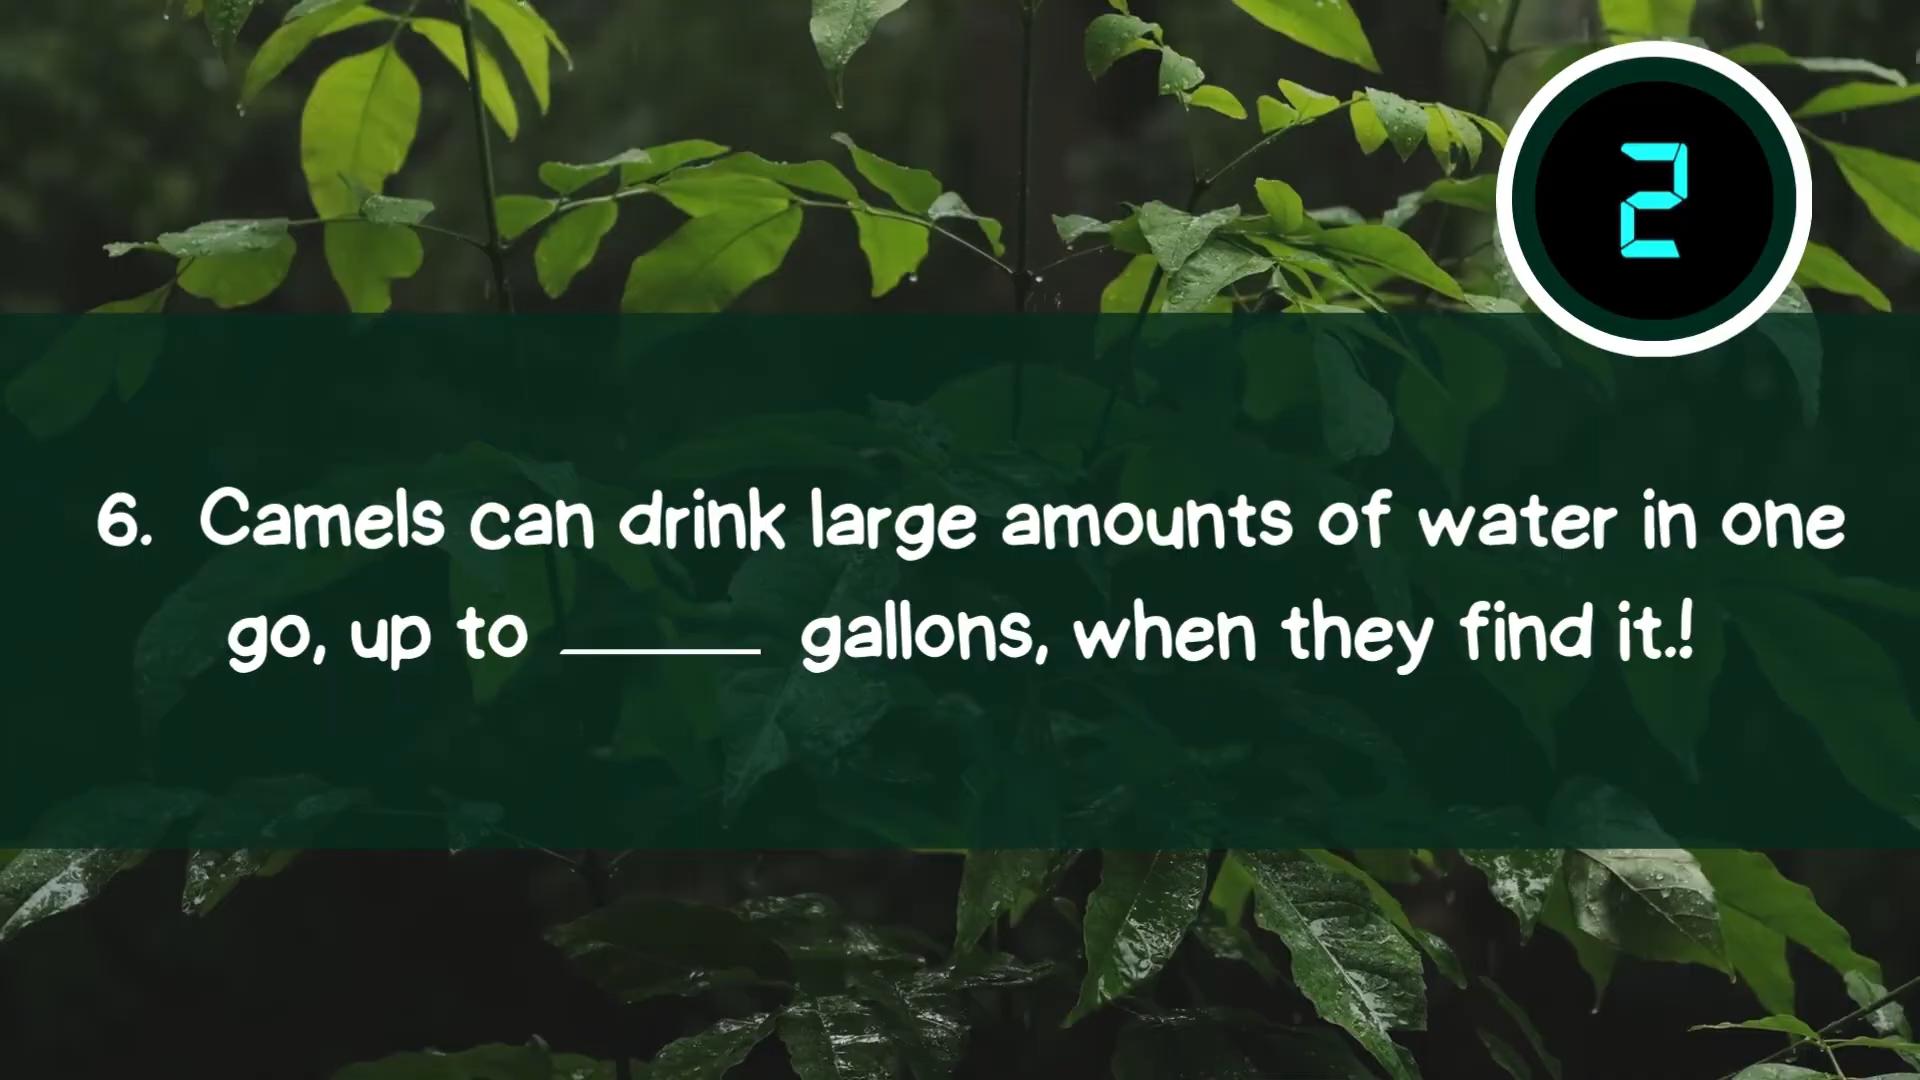 2
6. Camels can drink large amounts of water in one
go, up to ______ gallons, when they find it.!